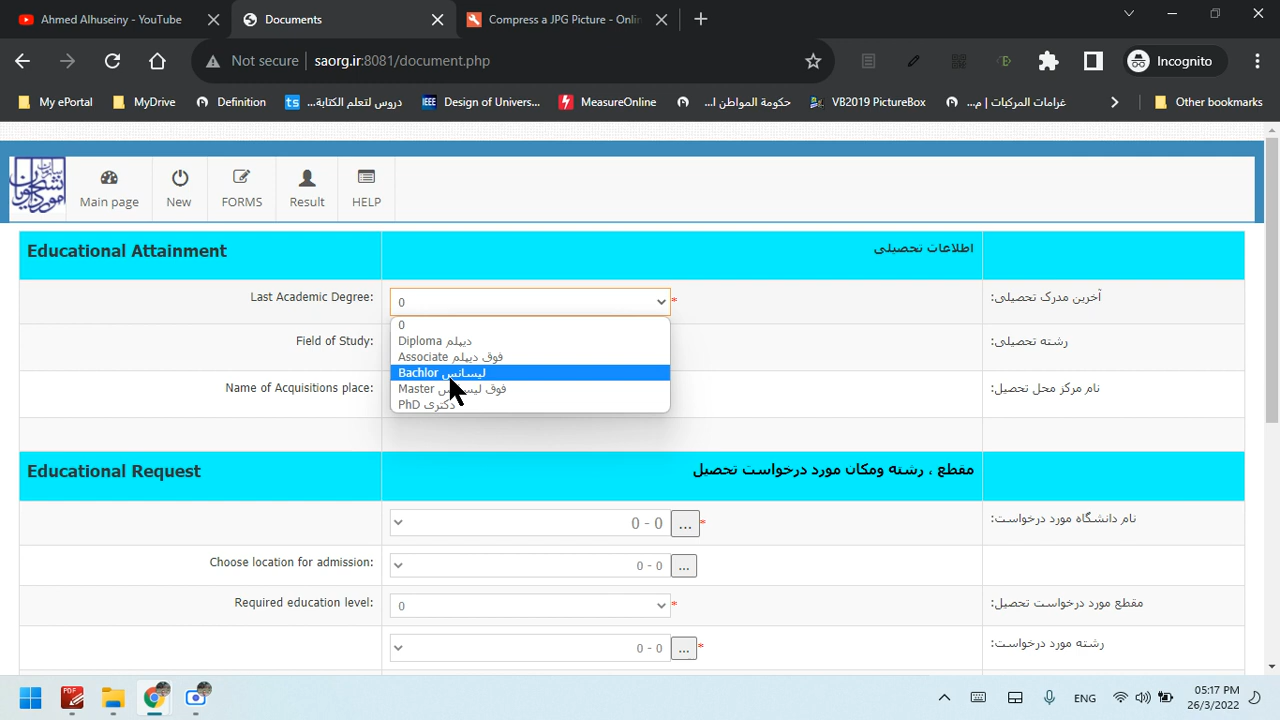 Ahmed Alhuseiny - YouTube
Documents
Compress a JPG Picture - Onlin
Not secure
saorg.ir:8081/document.php
Incognito
My ePortal
MyDrive
Definition
دروس لتعلم الكتابة...
Design of Univers...
MeasureOnline
حكومة المواطن ا...
VB2019 PictureBox
غرامات المركبات | م...
Other bookmarks
Main page
New
FORMS
Result
HELP
Educational Attainment
اطلاعات تحصیلی
Last Academic Degree:
0
*
آخرین مدرک تحصیلی:
0
Field of Study:
Diploma دیپلم
رشته تحصیلی:
Associate فوق دیپلم
Bachlor لیسانس
Name of Acquisitions place:
Master فوق لیسانس
نام مرکز محل تحصیل:
PhD دکتری
Educational Request
مقطع ، رشته ومکان مورد درخواست تحصیل
0 - 0
...
*
نام دانشگاه مورد درخواست:
Choose location for admission:
0 - 0
...
Required education level:
0
*
مقطع مورد درخواست تحصیل:
0 - 0
...
*
رشته مورد درخواست:
ENG
05:17 PM
26/3/2022